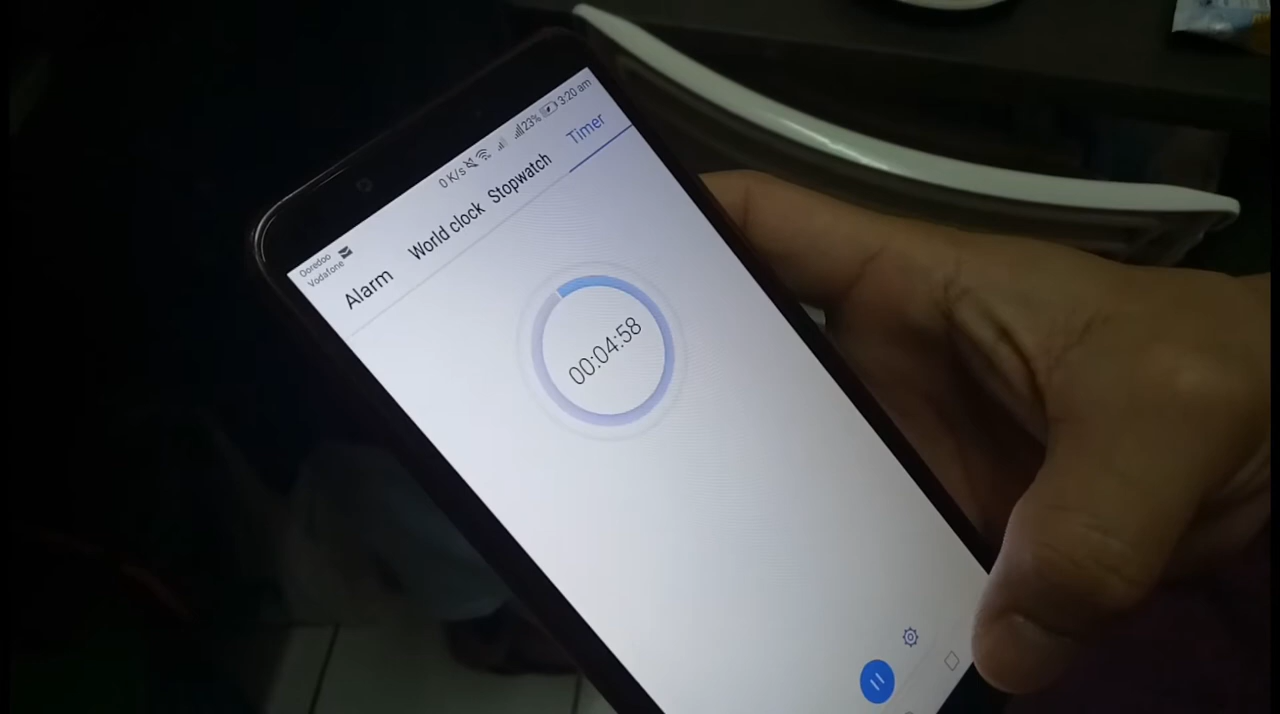 Ooredoo
Vodafone
0 K/s 23% 3:20 am
Alarm World clock Stopwatch Timer
00:04:58